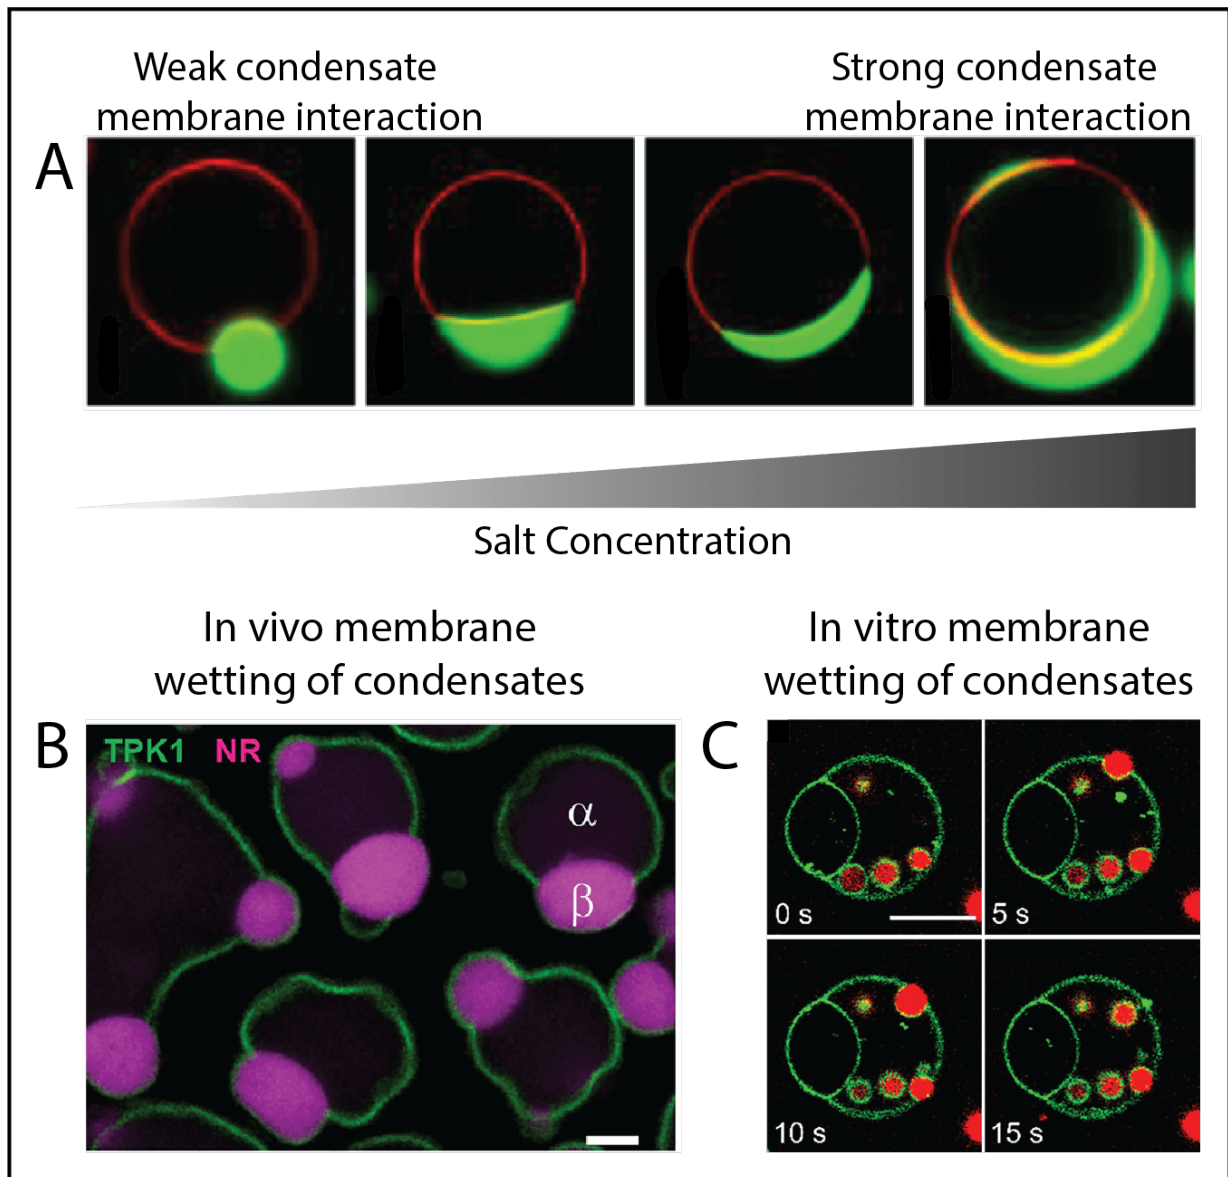 Weak condensate
membrane interaction
Strong condensate
membrane interaction
A
Salt Concentration
In vivo membrane
wetting of condensates
In vitro membrane
wetting of condensates
B
TPK1 NR
α
β
C
0 s
5 s
10 s
15 s